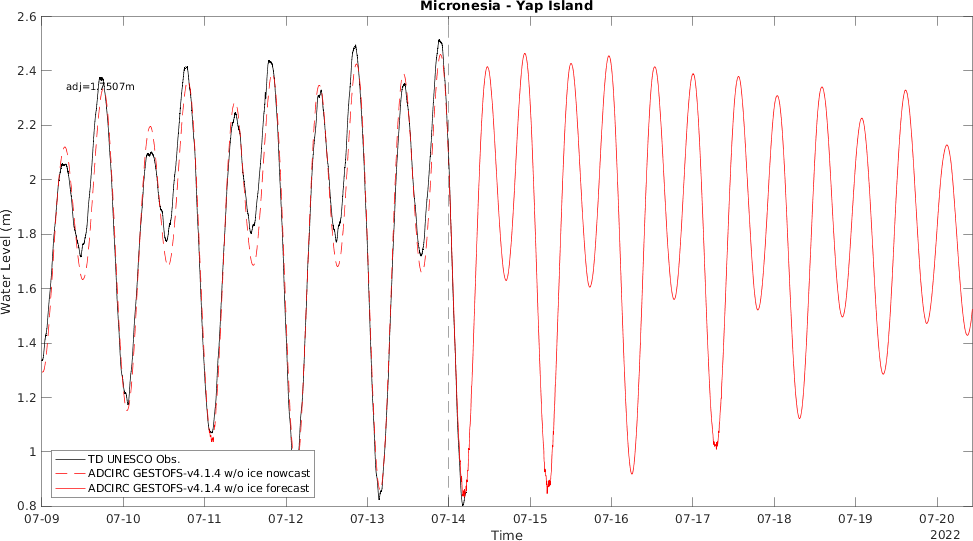 Micronesia - Yap Island
2.6
2.4
2.2
2
1.8
1.6
1.4
1.2
1
0.8
Water Level (m)
adj=1.7507m
TD UNESCO Obs.
ADCIRC GESTOFS-v4.1.4 w/o ice nowcast
ADCIRC GESTOFS-v4.1.4 w/o ice forecast
07-09 07-10 07-11 07-12 07-13 07-14 07-15 07-16 07-17 07-18 07-19 07-20
Time
2022